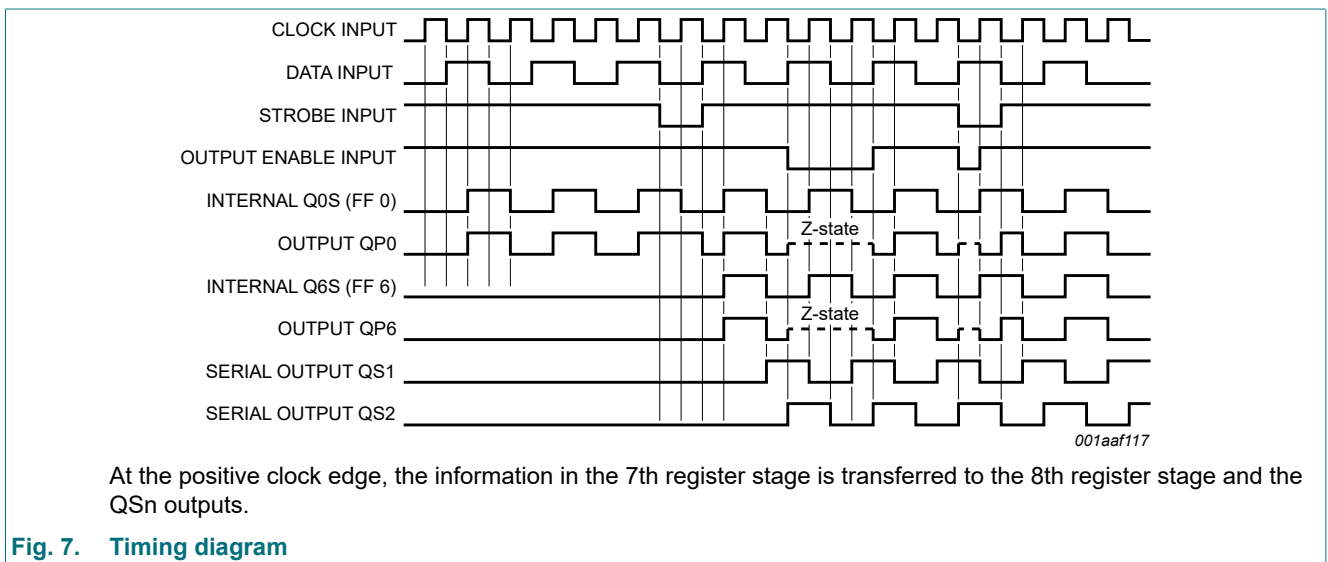 CLOCK INPUT
DATA INPUT
STROBE INPUT
OUTPUT ENABLE INPUT
INTERNAL Q0S (FF 0)
Z-state
OUTPUT QP0
INTERNAL Q6S (FF 6)
Z-state
OUTPUT QP6
SERIAL OUTPUT QS1
SERIAL OUTPUT QS2
001aaf117
At the positive clock edge, the information in the 7th register stage is transferred to the 8th register stage and the
QSn outputs.
Fig. 7. Timing diagram